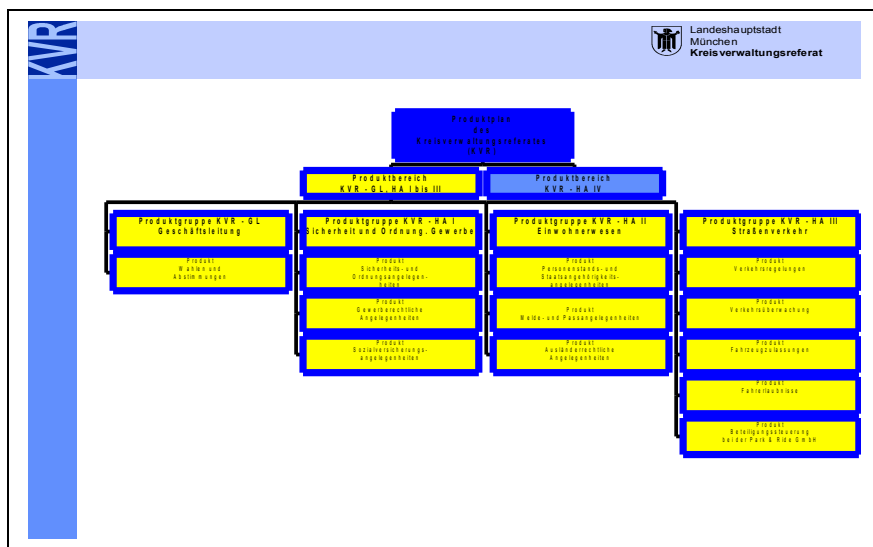 KVR
Landeshauptstadt
München
Kreisverwaltungsreferat
Produktplan
des
Kreisverwaltungsreferates
(KVR)
Produktbereich
KVR - GL, HA I bis III
Produktbereich
KVR - HA IV
Produktgruppe KVR - GL
Geschäftsleitung
Produkt
Wahlen und
Abstimmungen
Produktgruppe KVR - HA I
Sicherheit und Ordnung. Gewerbe
Produkt
Sicherheits- und
Ordnungsangelegen-
heiten
Produkt
Gewerberechtliche
Angelegenheiten
Produkt
Sozialversicherungs-
angelegenheiten
Produktgruppe KVR - HA II
Einwohnerwesen
Produkt
Personenstands- und
Staatsangehörigkeits-
angelegenheiten
Produkt
Melde- und Passangelegenheiten
Produkt
Ausländerrechtliche
Angelegenheiten
Produktgruppe KVR - HA III
Straßenverkehr
Produkt
Verkehrsregelungen
Produkt
Verkehrsüberwachung
Produkt
Fahrzeugzulassungen
Produkt
Fahrerlaubnisse
Produkt
Beteiligungssteuerung
bei der Park & Ride GmbH